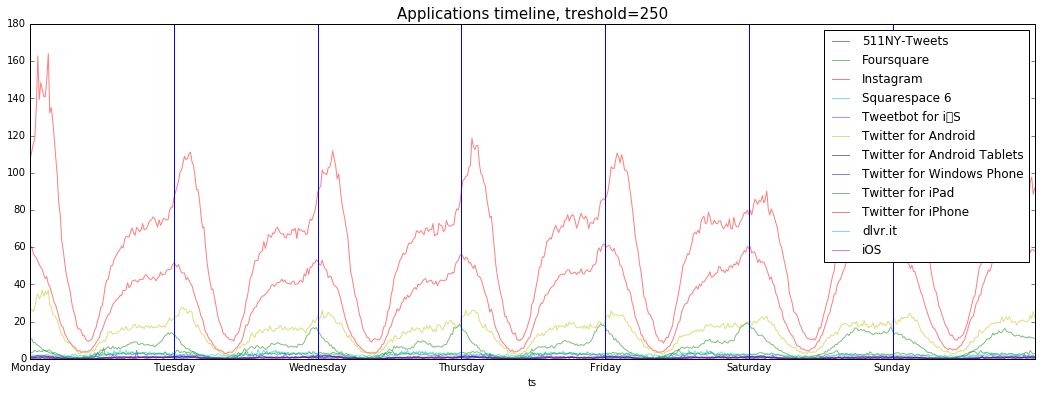 Applications timeline, treshold=250
180
160
140
120
100
80
60
40
20
0
511NY-Tweets
Foursquare
Instagram
Squarespace 6
Tweetbot for i▯S
Twitter for Android
Twitter for Android Tablets
Twitter for Windows Phone
Twitter for iPad
Twitter for iPhone
dlvr.it
iOS
Monday Tuesday Wednesday Thursday Friday Saturday Sunday
ts